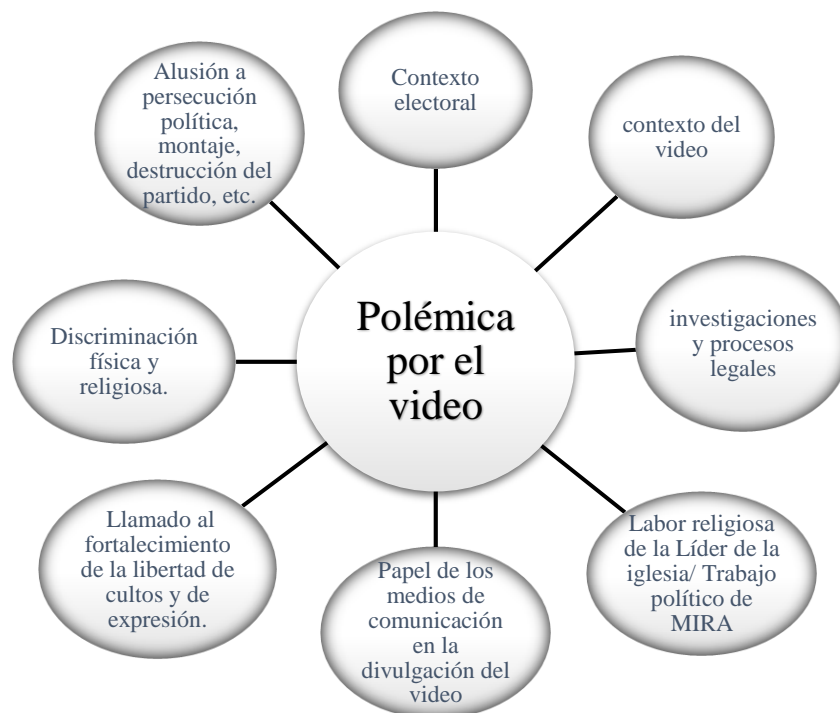 Polémica
por el
video
Contexto
electoral
contexto del
video
investigaciones
y procesos
legales
Labor religiosa
de la Líder de la
iglesia/ Trabajo
político de
MIRA
Papel de los
medios de
comunicación
en la
divulgación del
video
Llamado al
fortalecimiento
de la libertad de
cultos y de
expresión.
Discriminación
física y
religiosa.
Alusión a
persecución
política,
montaje,
destrucción del
partido, etc.